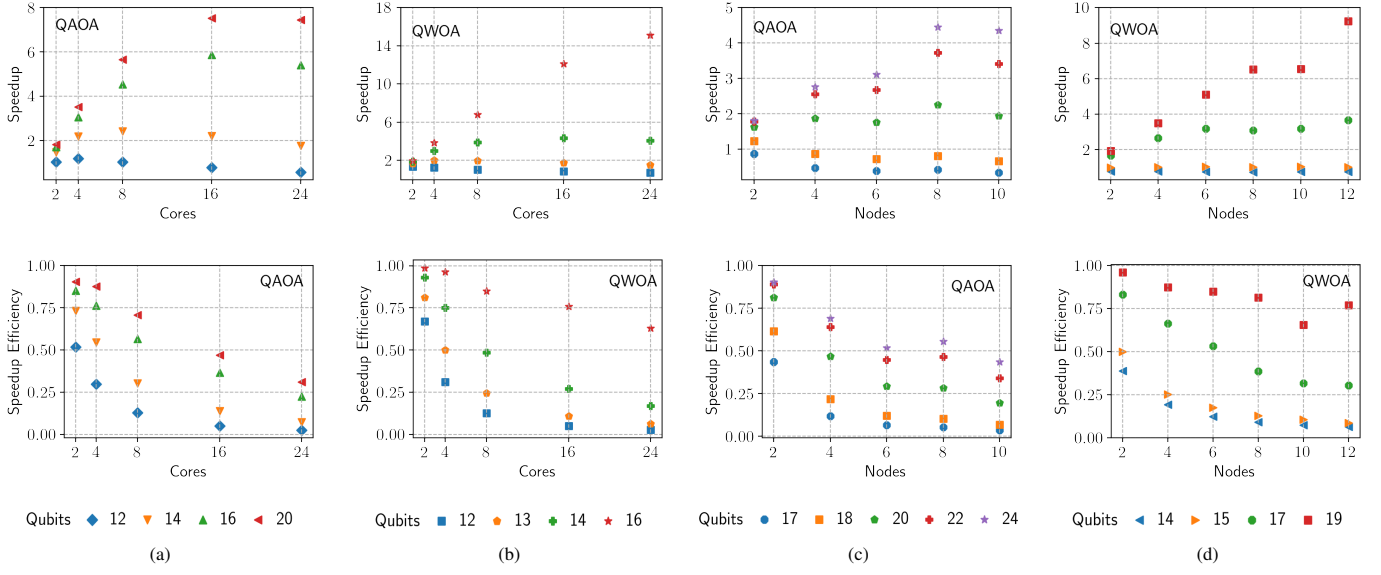 8
6
4
2
Speedup
QAOA
2 4 8 16 24
Cores
18
14
10
6
2
Speedup
QWOA
2 4 8 16 24
Cores
5
4
3
2
1
Speedup
QAOA
2 4 6 8 10
Nodes
10
8
6
4
2
Speedup
QWOA
2 4 6 8 10 12
Nodes
1.00
0.75
0.50
0.25
0.00
Speedup Efficiency
QAOA
2 4 8 16 24
Cores
1.00
0.75
0.50
0.25
0.00
Speedup Efficiency
QWOA
2 4 8 16 24
Cores
1.00
0.75
0.50
0.25
0.00
Speedup Efficiency
QAOA
2 4 6 8 10
Nodes
1.00
0.75
0.50
0.25
0.00
Speedup Efficiency
QWOA
2 4 6 8 10 12
Nodes
Qubits 12 14 16 20
Qubits 12 13 14 16
Qubits 17 18 20 22 24
Qubits 14 15 17 19
(a)
(b)
(c)
(d)